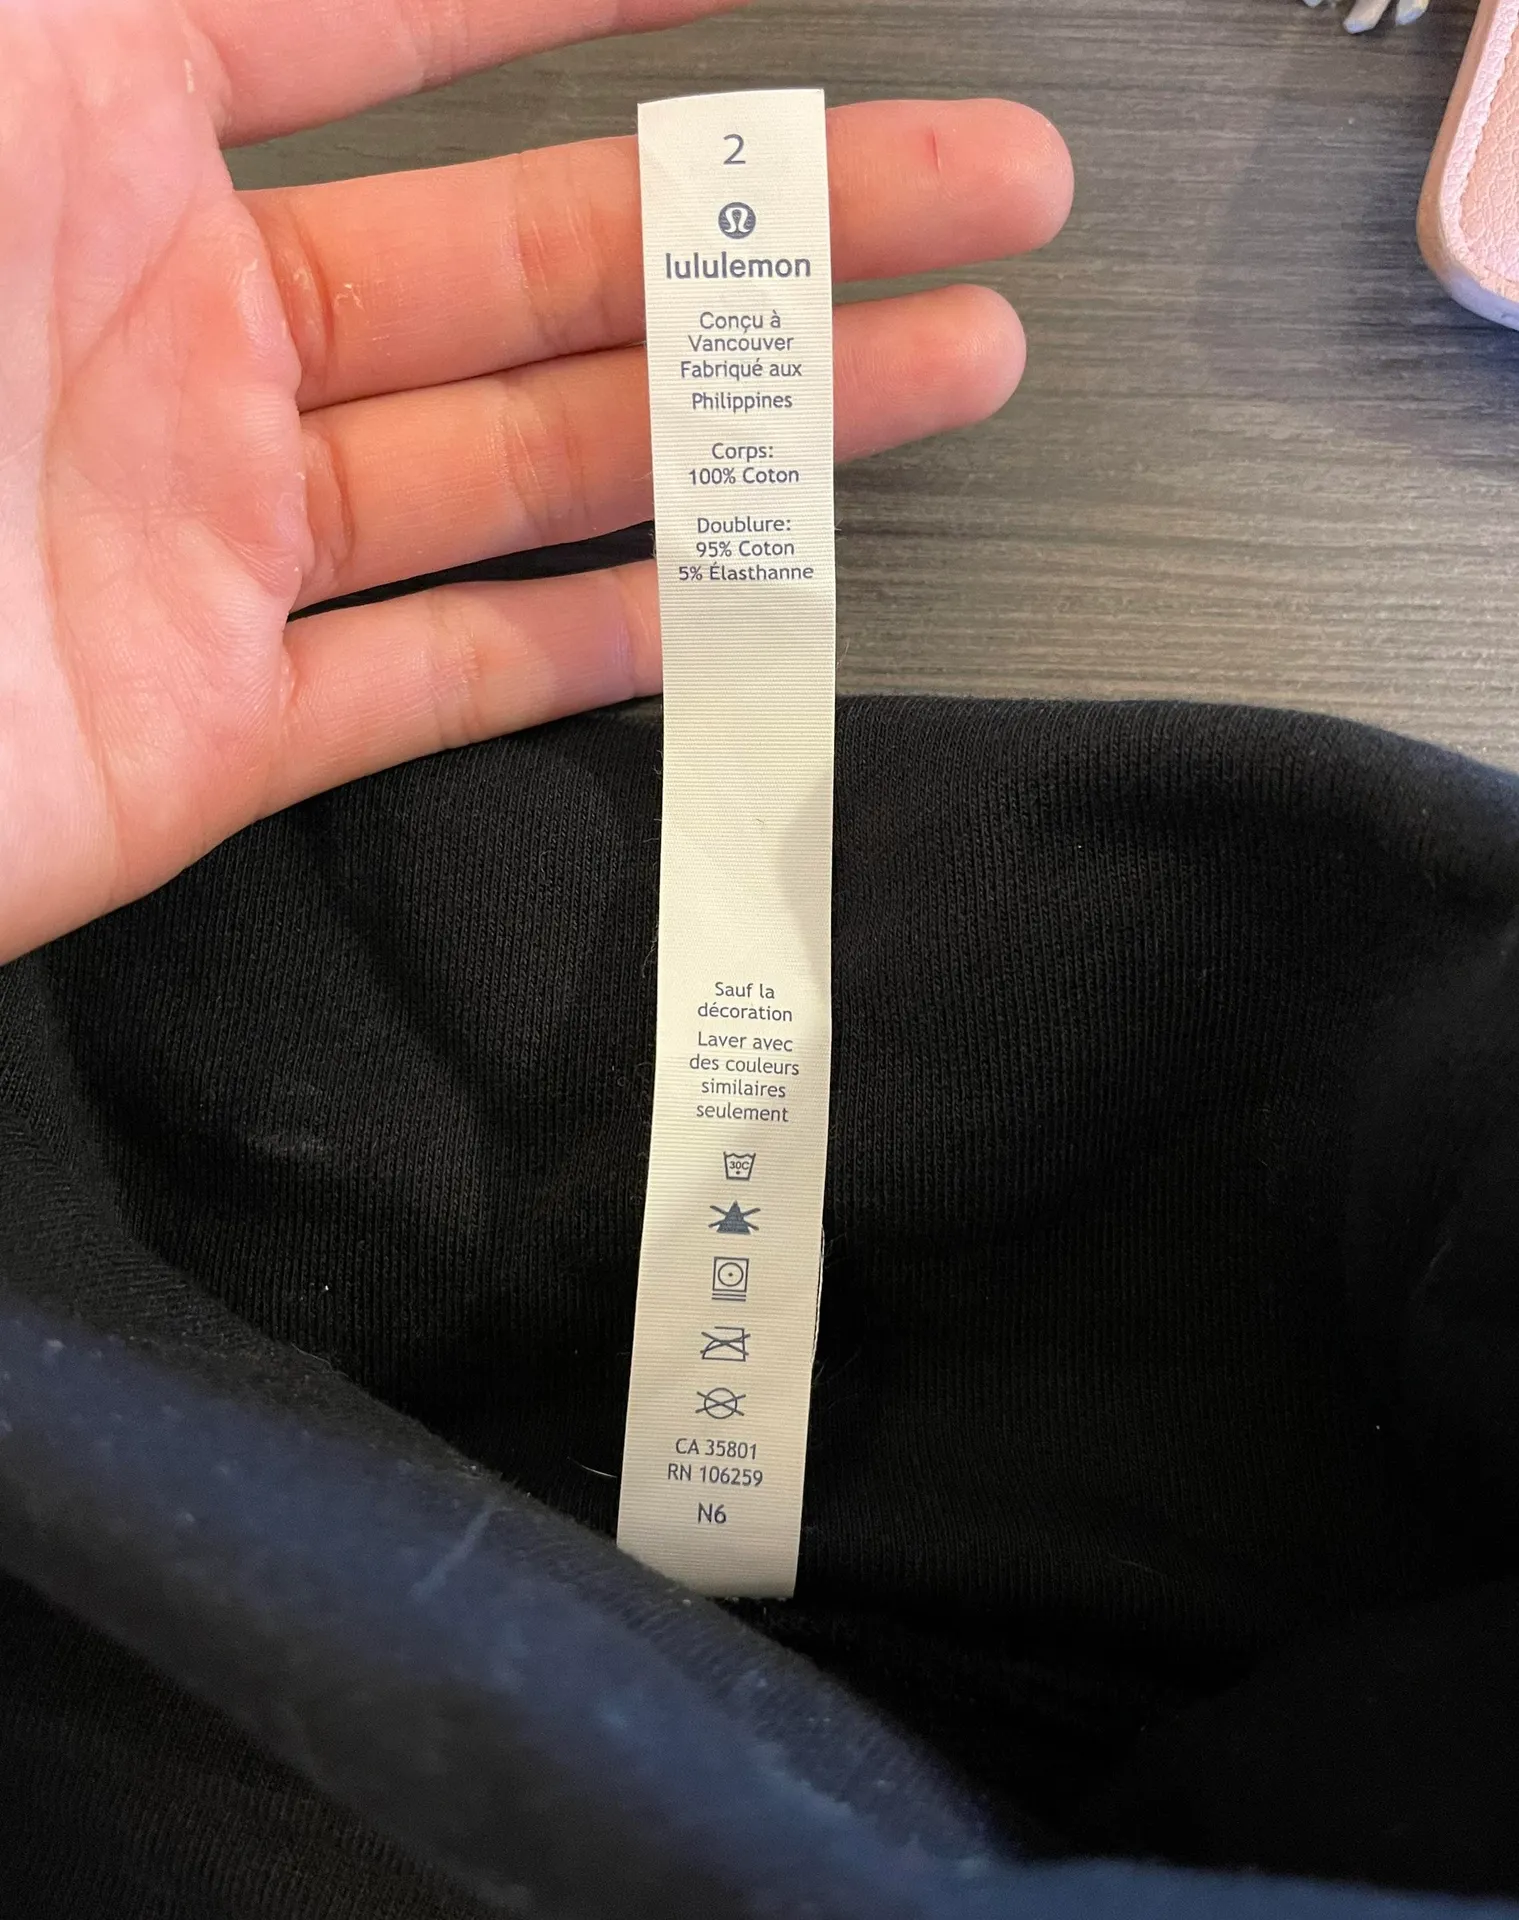 2
lululemon
Conçu à
Vancouver
Fabriqué aux
Philippines
Corps:
100% Coton
Doublure:
95% Coton
5% Élasthanne
Sauf la
décoration
Laver avec
des couleurs
similaires
seulement
30C
CA 35801
RN 106259
N6